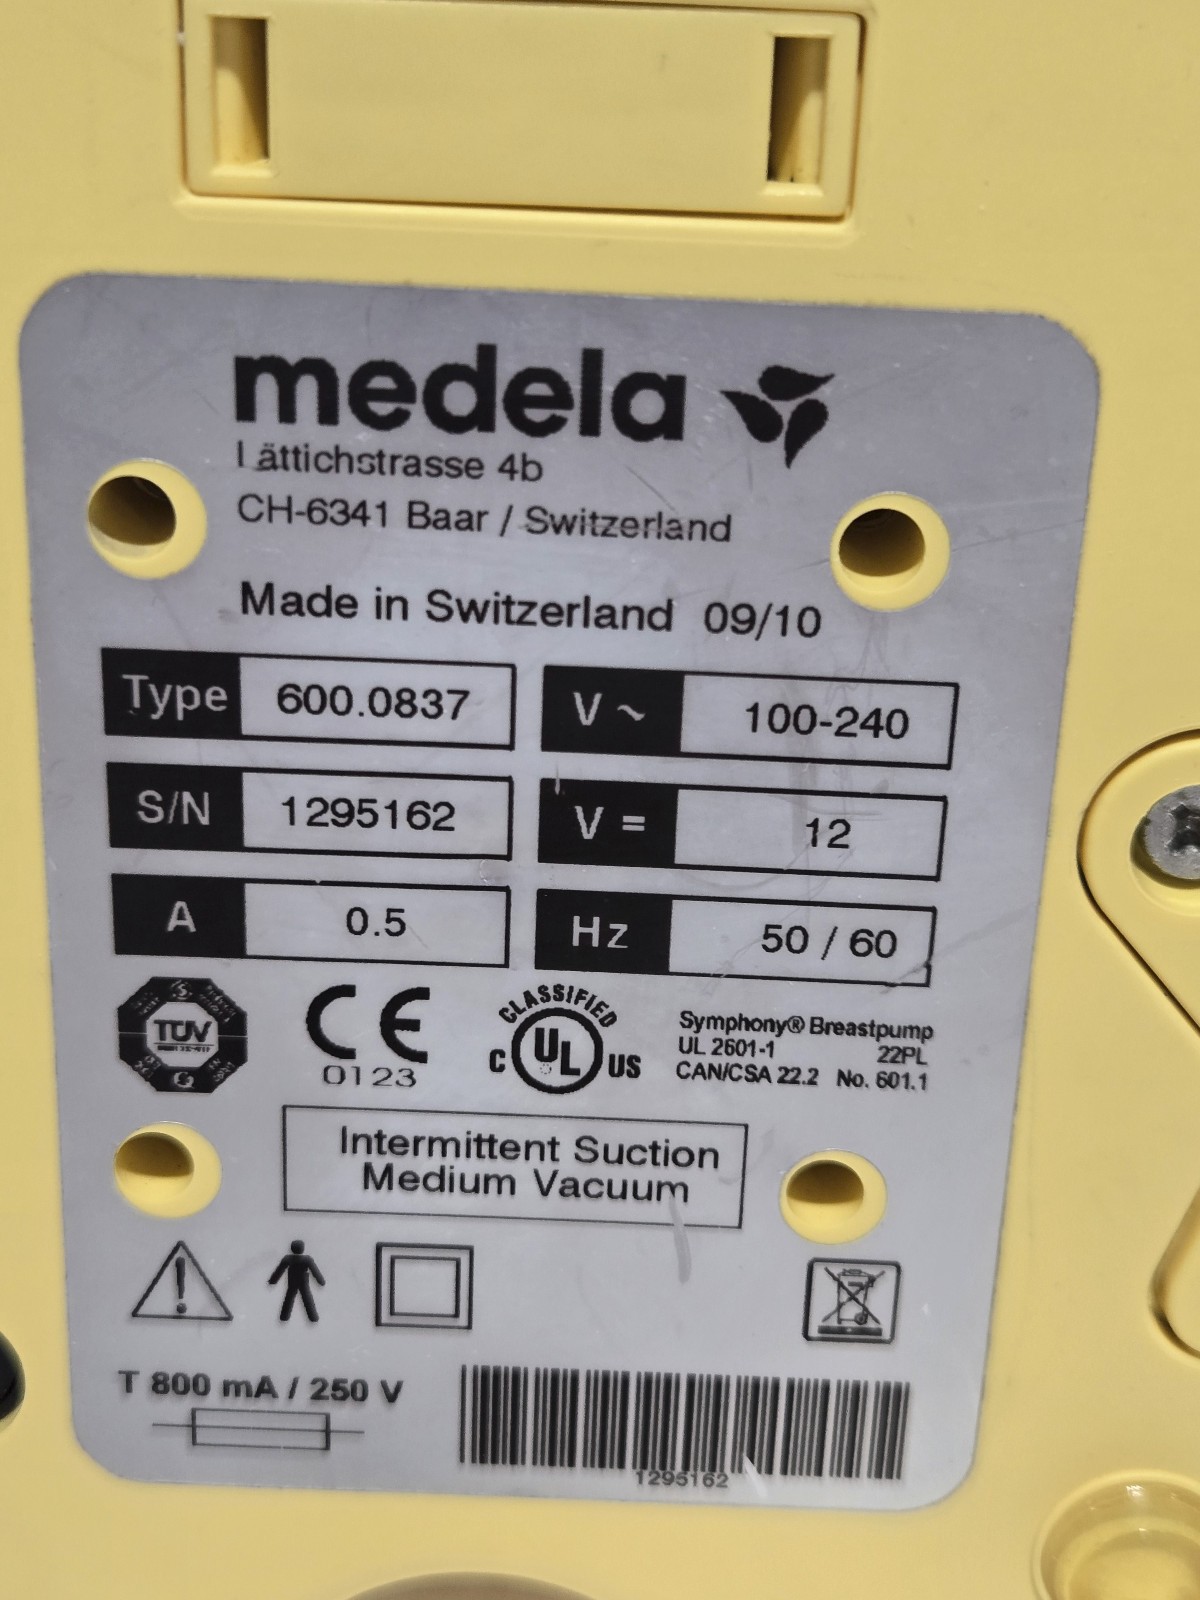 medela
Lättichstrasse 4b
CH-6341 Baar / Switzerland
Made in Switzerland 09/10
Type 600.0837 V ~ 100-240
S/N 1295162 V = 12
A 0.5 Hz 50 / 60
TÜV
CE
0123
CLASSIFIED
C UL US
Symphony® Breastpump
UL 2601-1 22PL
CAN/CSA 22.2 No. 601.1
Intermittent Suction
Medium Vacuum
T 800 mA / 250 V
1295162